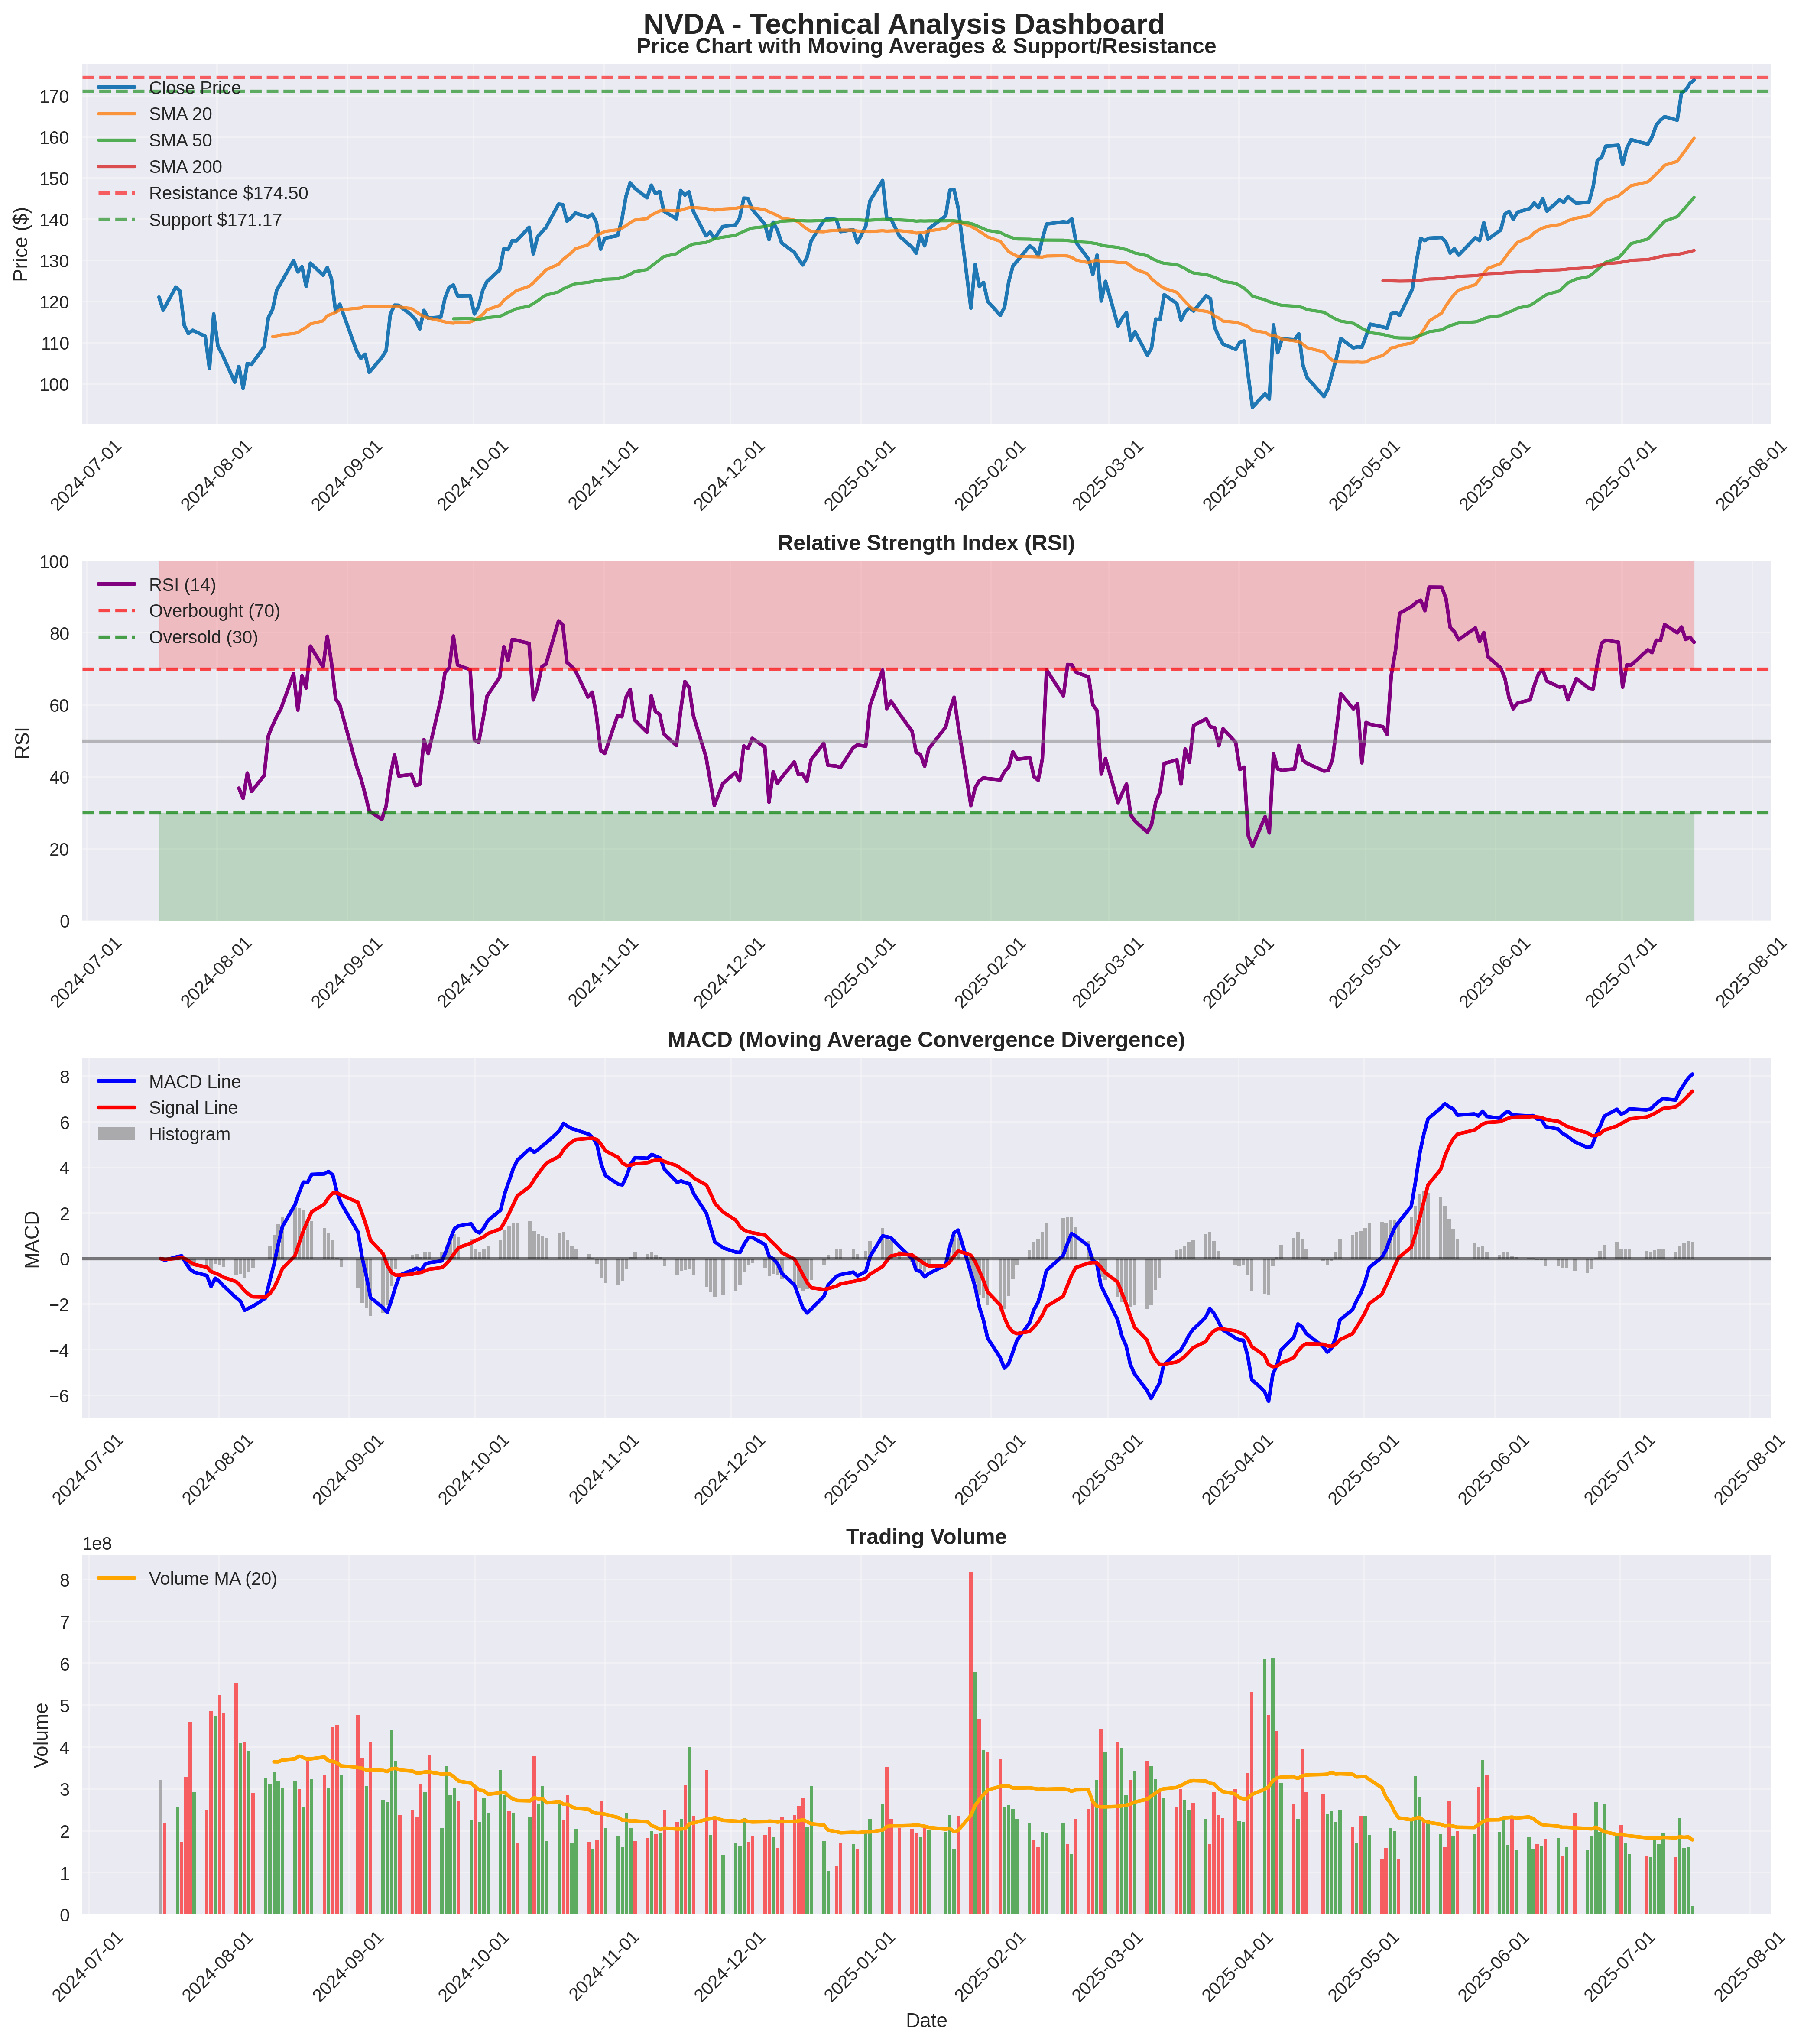 NVDA - Technical Analysis Dashboard
Price Chart with Moving Averages & Support/Resistance
Price ($)
170
160
150
140
130
120
110
100
Close Price
SMA 20
SMA 50
SMA 200
Resistance $174.50
Support $171.17
2024-07-01 2024-08-01 2024-09-01 2024-10-01 2024-11-01 2024-12-01 2025-01-01 2025-02-01 2025-03-01 2025-04-01 2025-05-01 2025-06-01 2025-07-01 2025-08-01
Relative Strength Index (RSI)
RSI
100
80
60
40
20
0
RSI (14)
Overbought (70)
Oversold (30)
2024-07-01 2024-08-01 2024-09-01 2024-10-01 2024-11-01 2024-12-01 2025-01-01 2025-02-01 2025-03-01 2025-04-01 2025-05-01 2025-06-01 2025-07-01 2025-08-01
MACD (Moving Average Convergence Divergence)
MACD
8
6
4
2
0
−2
−4
−6
MACD Line
Signal Line
Histogram
2024-07-01 2024-08-01 2024-09-01 2024-10-01 2024-11-01 2024-12-01 2025-01-01 2025-02-01 2025-03-01 2025-04-01 2025-05-01 2025-06-01 2025-07-01 2025-08-01
Trading Volume
1e8
Volume
8
7
6
5
4
3
2
1
0
Volume MA (20)
2024-07-01 2024-08-01 2024-09-01 2024-10-01 2024-11-01 2024-12-01 2025-01-01 2025-02-01 2025-03-01 2025-04-01 2025-05-01 2025-06-01 2025-07-01 2025-08-01
Date